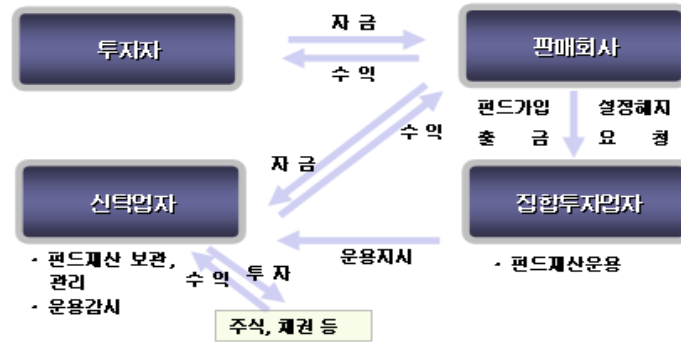 자 금
투자자
판매회사
수 익
펀드가입 설정해지
출 금 요 청
수 익
자 금
신탁업자
집합투자업자
운용지시
· 펀드재산 보관,
관리
· 운용감시
· 펀드재산운용
수 익
투 자
주식, 채권 등